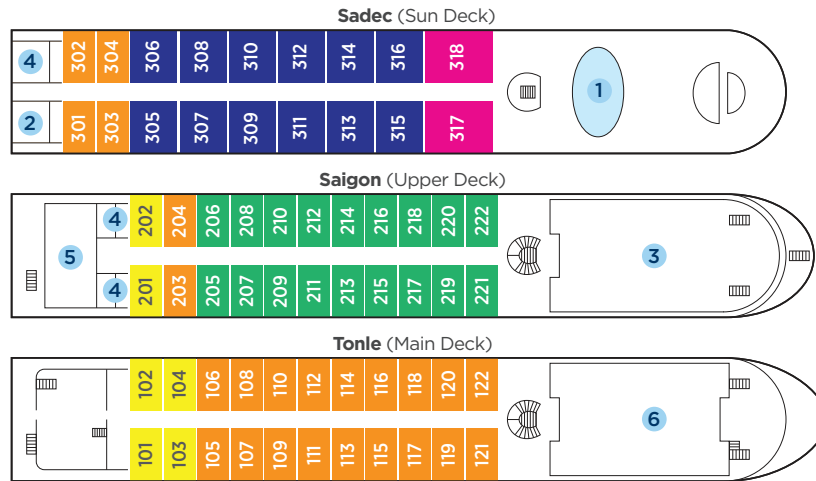 Sadec (Sun Deck)
4 302 304 306 308 310 312 314 316 318
1
2 301 303 305 307 309 311 313 315 317
Saigon (Upper Deck)
4 202 204 206 208 210 212 214 216 218 220 222
5 3
4 201 203 205 207 209 211 213 215 217 219 221
Tonle (Main Deck)
102 104 106 108 110 112 114 116 118 120 122
6
101 103 105 107 109 111 113 115 117 119 121